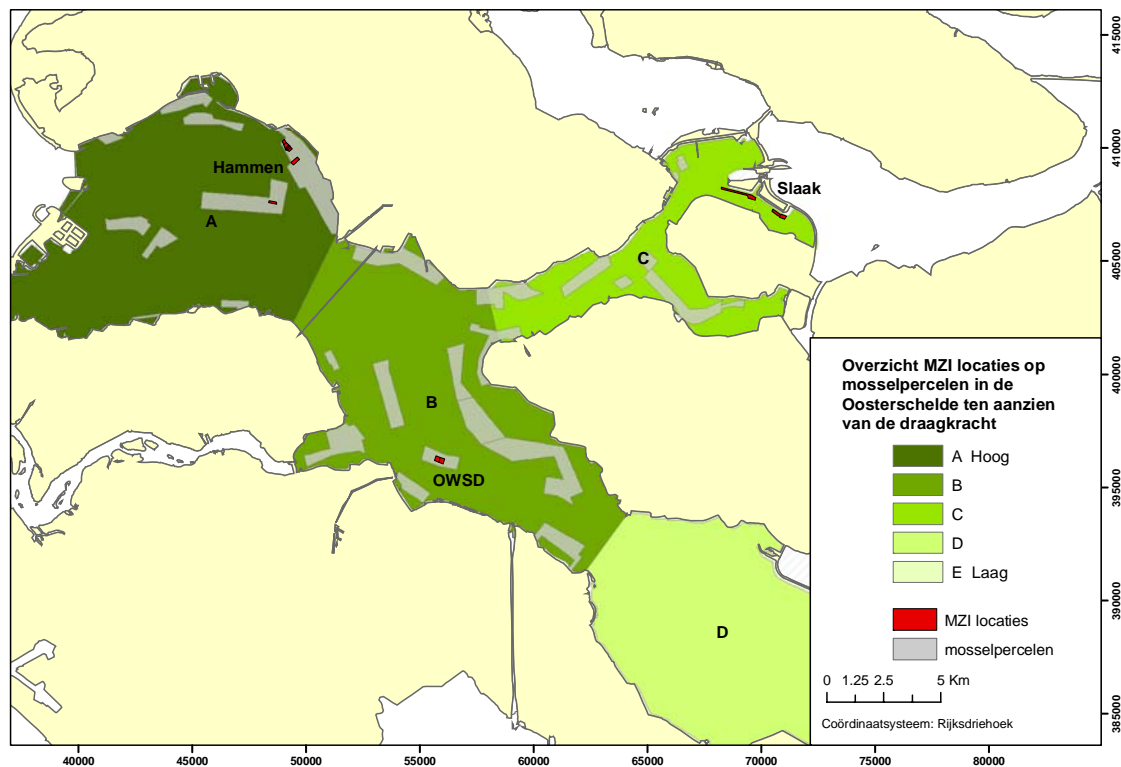 Hammen
A
Slaak
C
B
OWSD
D
Overzicht MZI locaties op
mosselpercelen in de
Oosterschelde ten aanzien
van de draagkracht
A Hoog
B
C
D
E Laag
MZI locaties
mosselpercelen
0 1.25 2.5 5 Km
Coördinaatsysteem: Rijksdriehoek
415000
410000
405000
400000
395000
390000
385000
40000 45000 50000 55000 60000 65000 70000 75000 80000